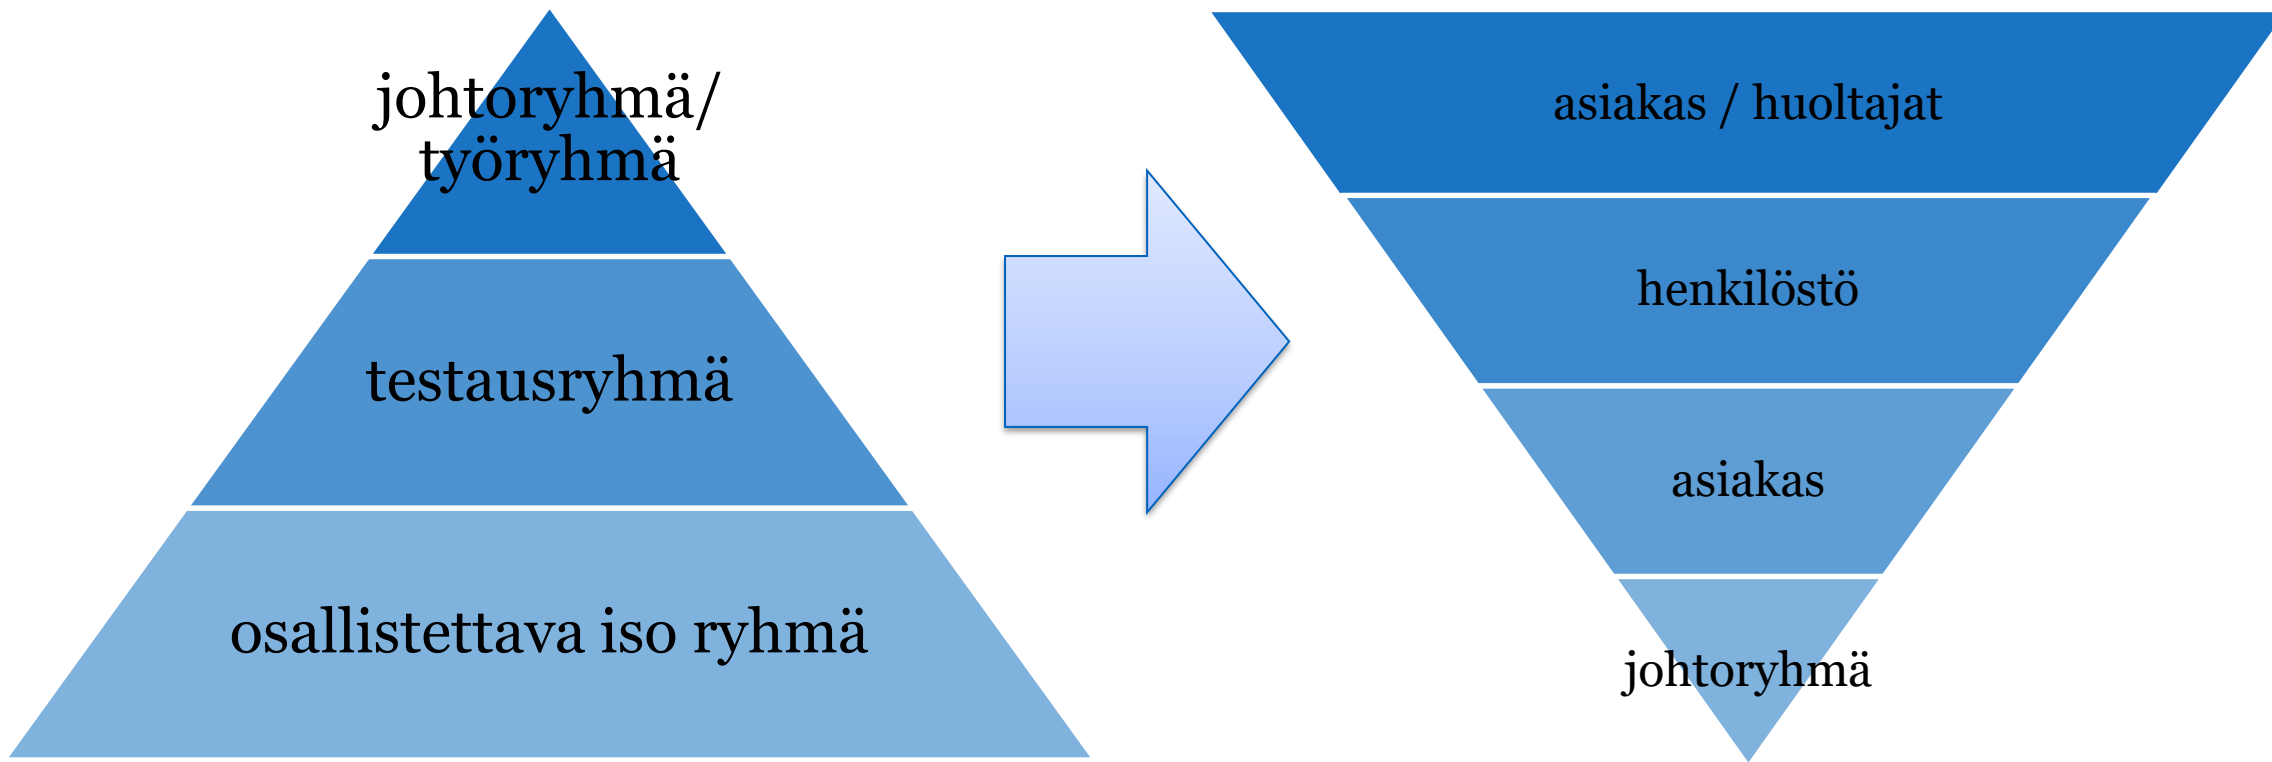 johtoryhmä/
työryhmä
testausryhmä
osallistettava iso ryhmä
asiakas / huoltajat
henkilöstö
asiakas
johtoryhmä